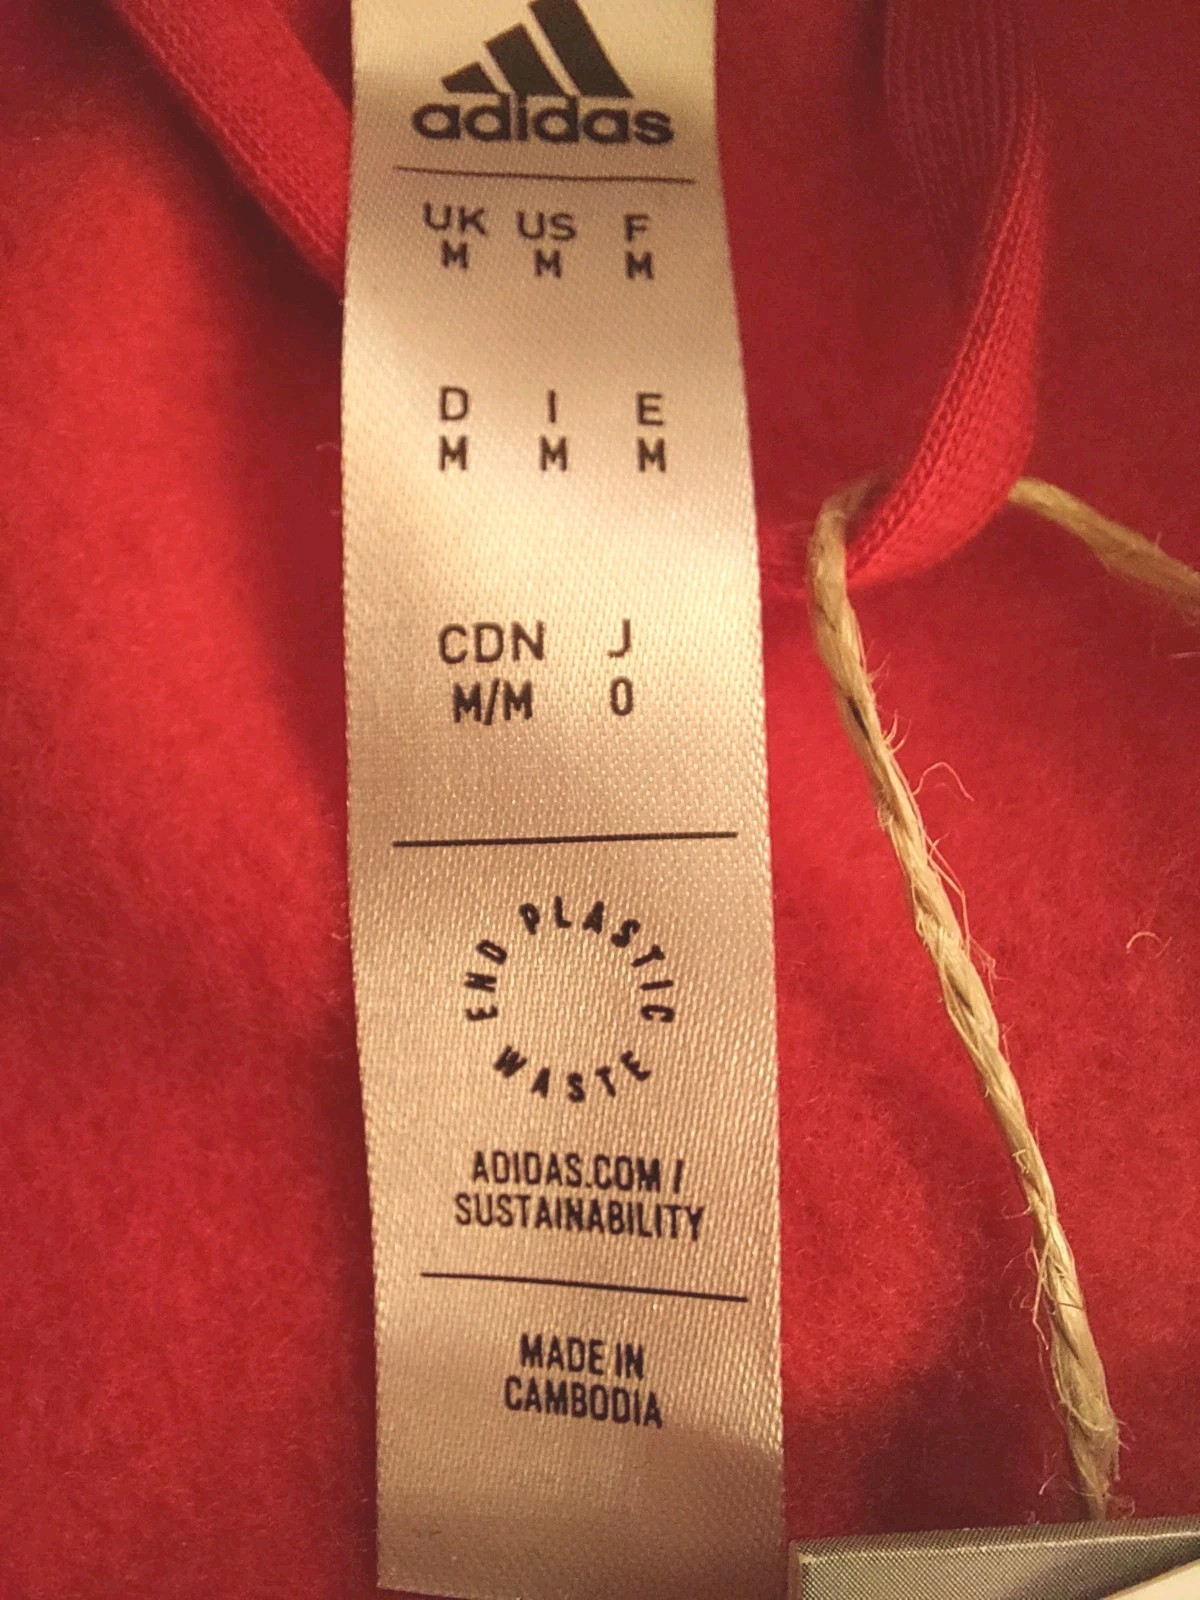 adidas
UK US F
M M M
D I E
M M M
CDN J
M/M O
END PLASTIC WASTE
ADIDAS.COM /
SUSTAINABILITY
MADE IN
CAMBODIA